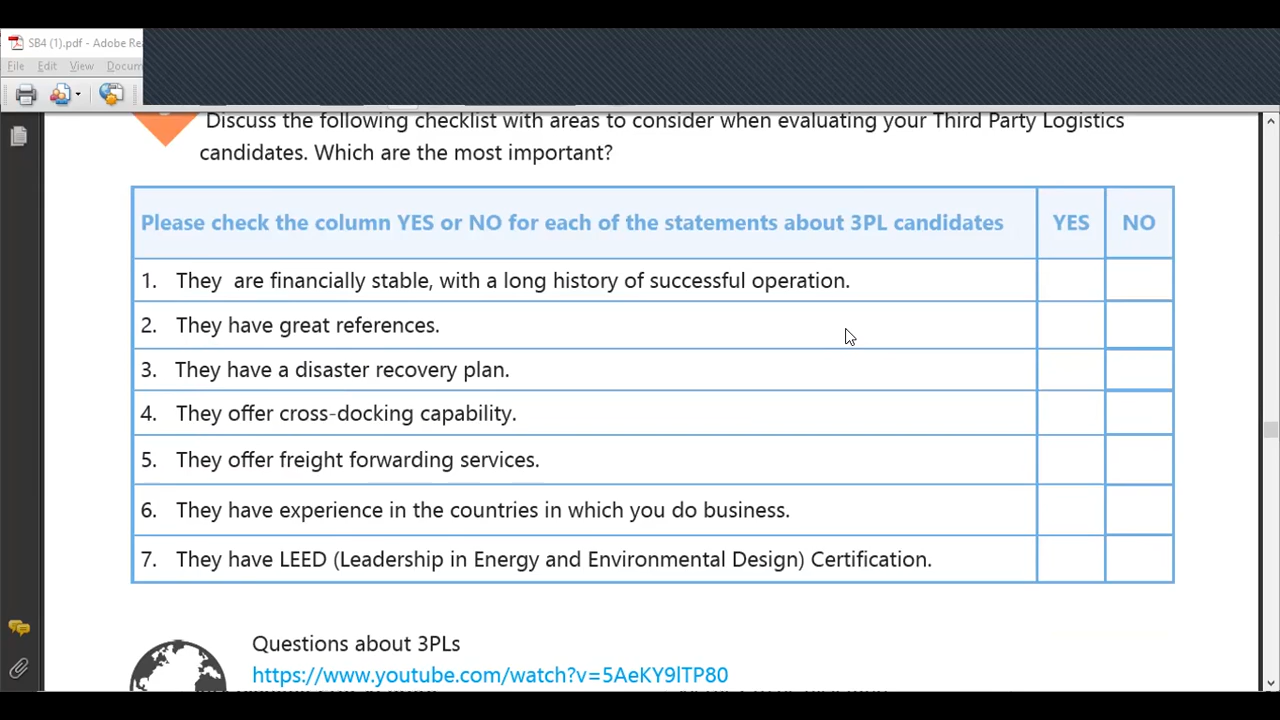 SB4 (1).pdf - Adobe Rea
File Edit View Docum
Discuss the following checklist with areas to consider when evaluating your Third Party Logistics
candidates. Which are the most important?
Please check the column YES or NO for each of the statements about 3PL candidates YES NO
1. They are financially stable, with a long history of successful operation.
2. They have great references.
3. They have a disaster recovery plan.
4. They offer cross-docking capability.
5. They offer freight forwarding services.
6. They have experience in the countries in which you do business.
7. They have LEED (Leadership in Energy and Environmental Design) Certification.
Questions about 3PLs
https://www.youtube.com/watch?v=5AeKY9lTP80